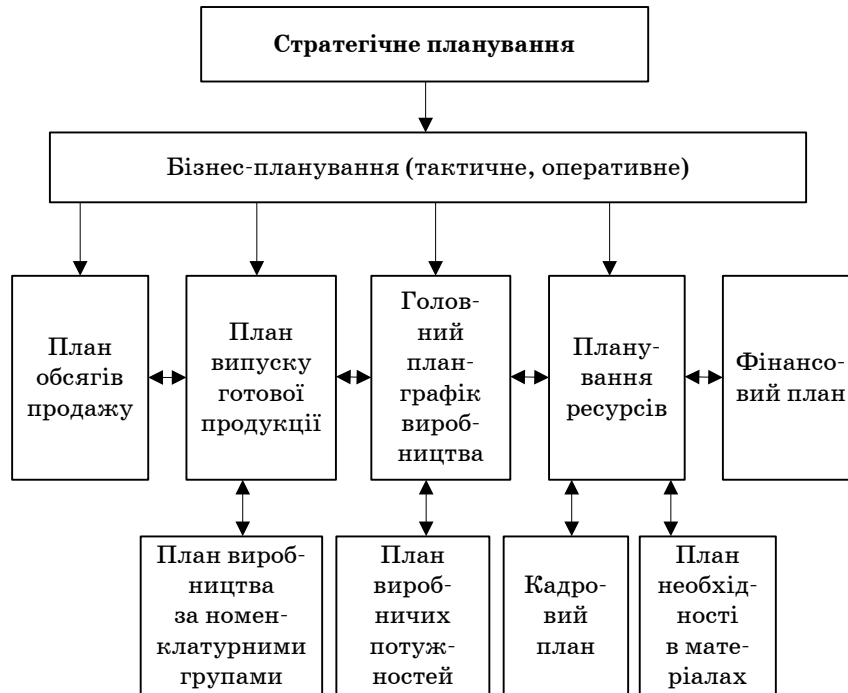 Стратегічне планування
Бізнес-планування (тактичне, оперативне)
План
обсягів
продажу
План
випуску
готової
продукції
Голов-
ний
план-
графік
вироб-
ництва
Плану-
вання
ресурсів
Фінансо-
вий план
План вироб-
ництва
за номен-
клатурними
групами
План
вироб-
ничих
потуж-
ностей
Кадро-
вий
план
План
необхід-
ності
в мате-
ріалах